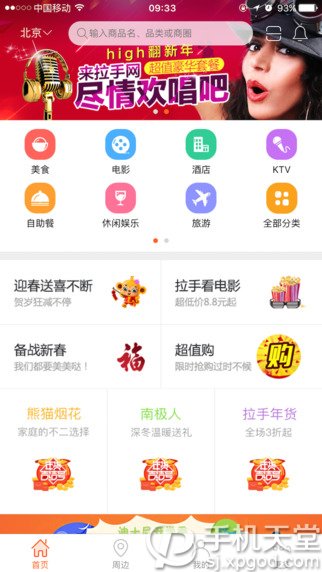 中国移动 09:33 93%
北京 输入商品名、品类或商圈
high翻新年
来拉手网
超值豪华套餐
尽情欢唱吧
美食 电影 酒店 KTV
自助餐 休闲娱乐 旅游 全部分类
迎春送喜不断
贺岁狂减不停
拉手看电影
超低价8.8元起
备战新春
我们都要美美哒!
福
超值购
限时抢购过时不候
购
熊猫烟花
家庭的不二选择
南极人
深冬温暖送礼
拉手年货
全场3折起
首页 周边 我的
手机天堂
sj.xpgod.com